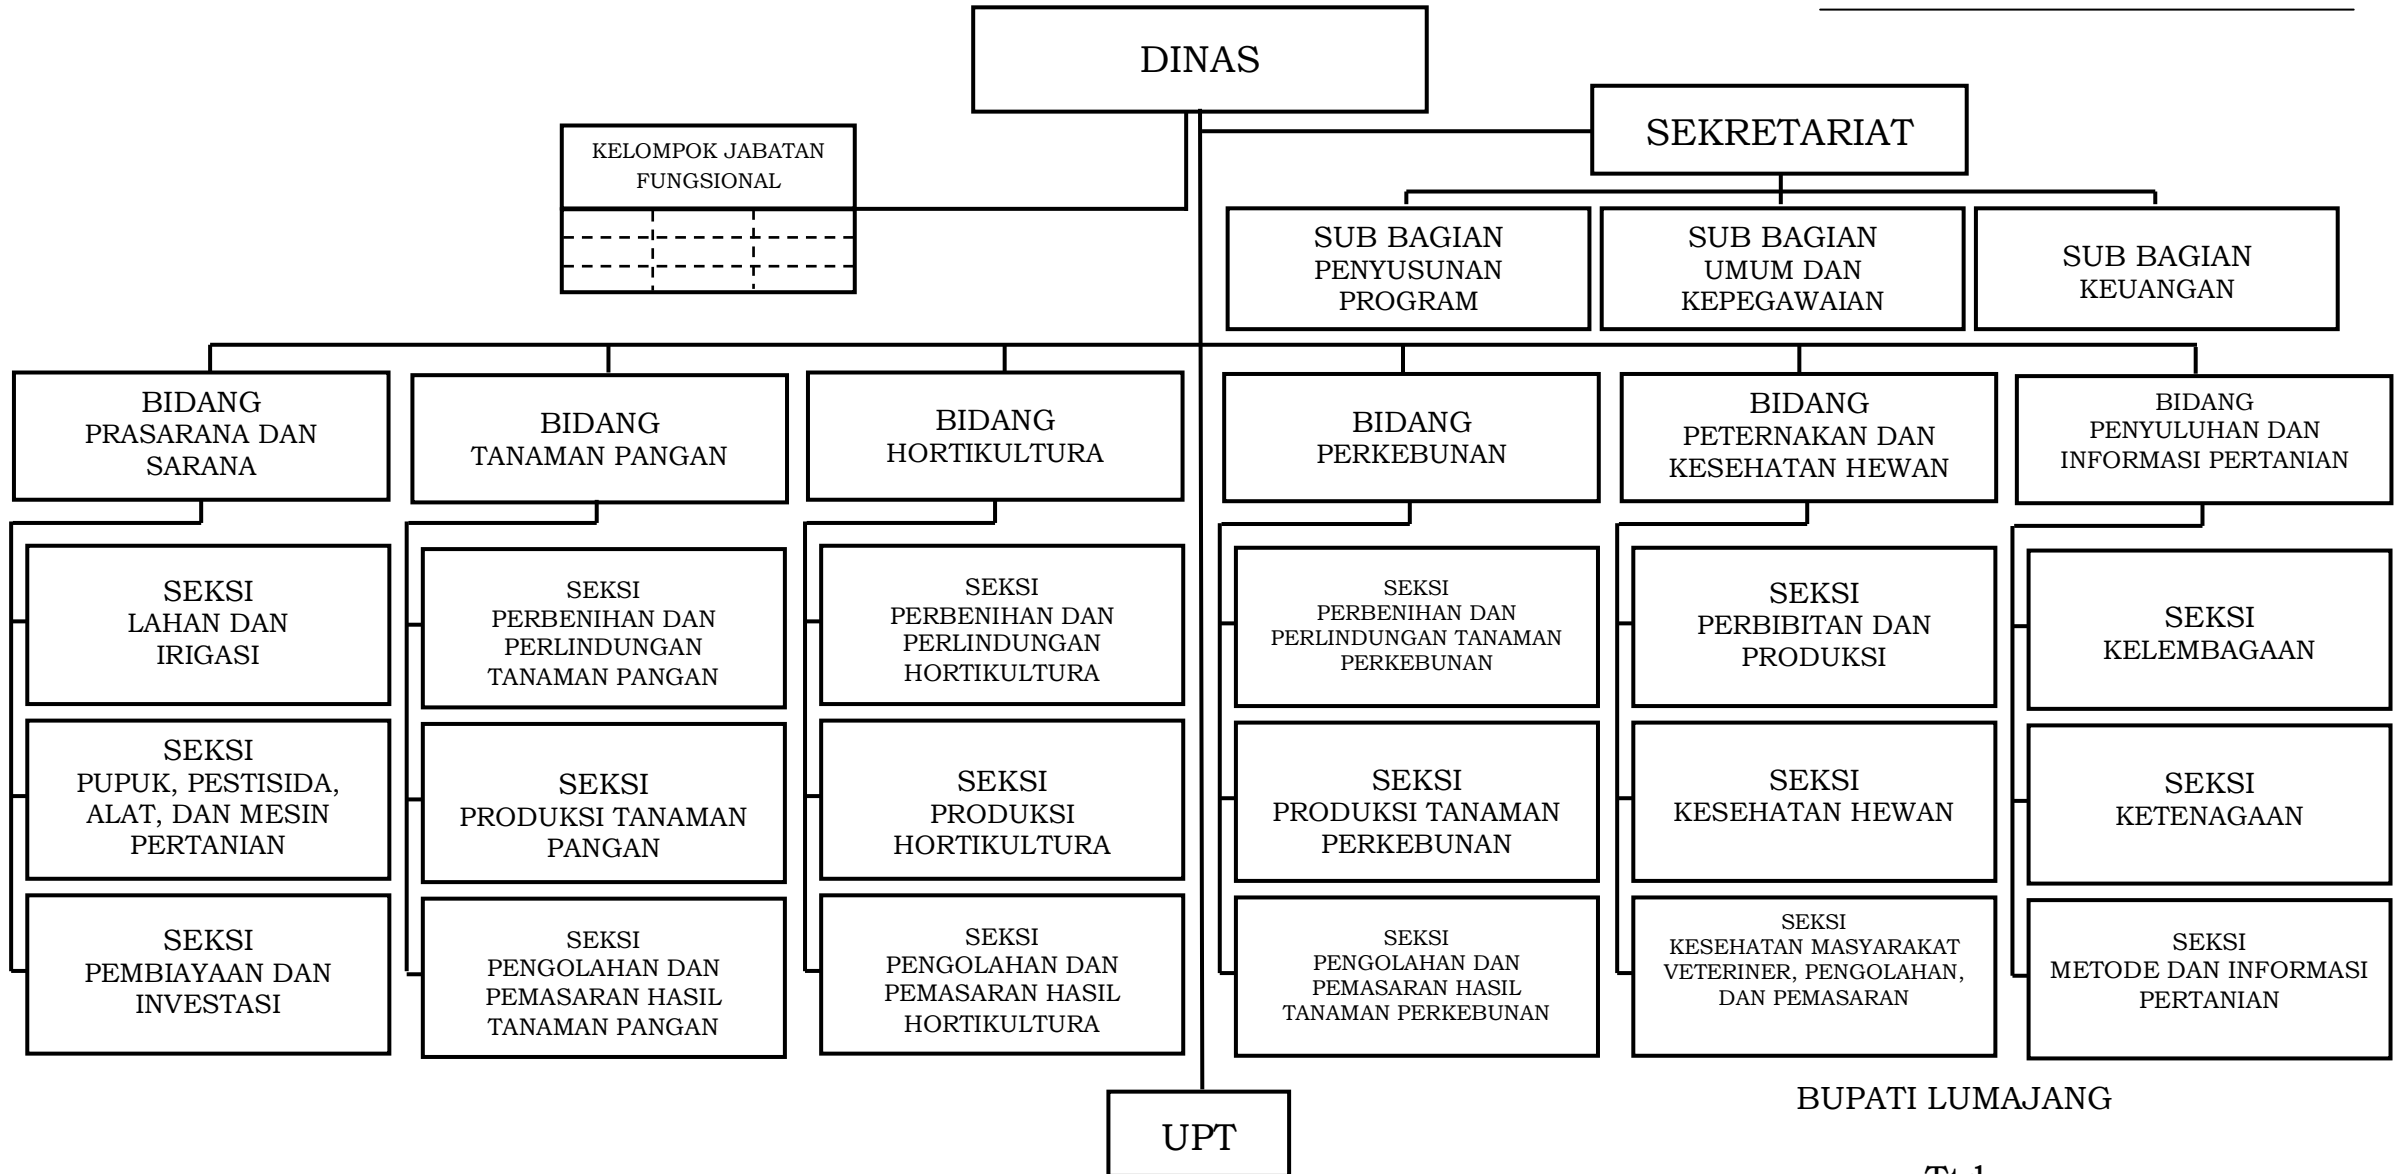 DINAS
SEKRETARIAT
KELOMPOK JABATAN
FUNGSIONAL
SUB BAGIAN
PENYUSUNAN
PROGRAM
SUB BAGIAN
UMUM DAN
KEPEGAWAIAN
SUB BAGIAN
KEUANGAN
BIDANG
PRASARANA DAN
SARANA
BIDANG
TANAMAN PANGAN
BIDANG
HORTIKULTURA
BIDANG
PERKEBUNAN
BIDANG
PETERNAKAN DAN
KESEHATAN HEWAN
BIDANG
PENYULUHAN DAN
INFORMASI PERTANIAN
SEKSI
LAHAN DAN
IRIGASI
SEKSI
PERBENIHAN DAN
PERLINDUNGAN
TANAMAN PANGAN
SEKSI
PERBENIHAN DAN
PERLINDUNGAN
HORTIKULTURA
SEKSI
PERBENIHAN DAN
PERLINDUNGAN TANAMAN
PERKEBUNAN
SEKSI
PERBIBITAN DAN
PRODUKSI
SEKSI
KELEMBAGAAN
SEKSI
PUPUK, PESTISIDA,
ALAT, DAN MESIN
PERTANIAN
SEKSI
PRODUKSI TANAMAN
PANGAN
SEKSI
PRODUKSI
HORTIKULTURA
SEKSI
PRODUKSI TANAMAN
PERKEBUNAN
SEKSI
KESEHATAN HEWAN
SEKSI
KETENAGAAN
SEKSI
PEMBIAYAAN DAN
INVESTASI
SEKSI
PENGOLAHAN DAN
PEMASARAN HASIL
TANAMAN PANGAN
SEKSI
PENGOLAHAN DAN
PEMASARAN HASIL
HORTIKULTURA
SEKSI
PENGOLAHAN DAN
PEMASARAN HASIL
TANAMAN PERKEBUNAN
SEKSI
KESEHATAN MASYARAKAT
VETERINER, PENGOLAHAN,
DAN PEMASARAN
SEKSI
METODE DAN INFORMASI
PERTANIAN
UPT
BUPATI LUMAJANG